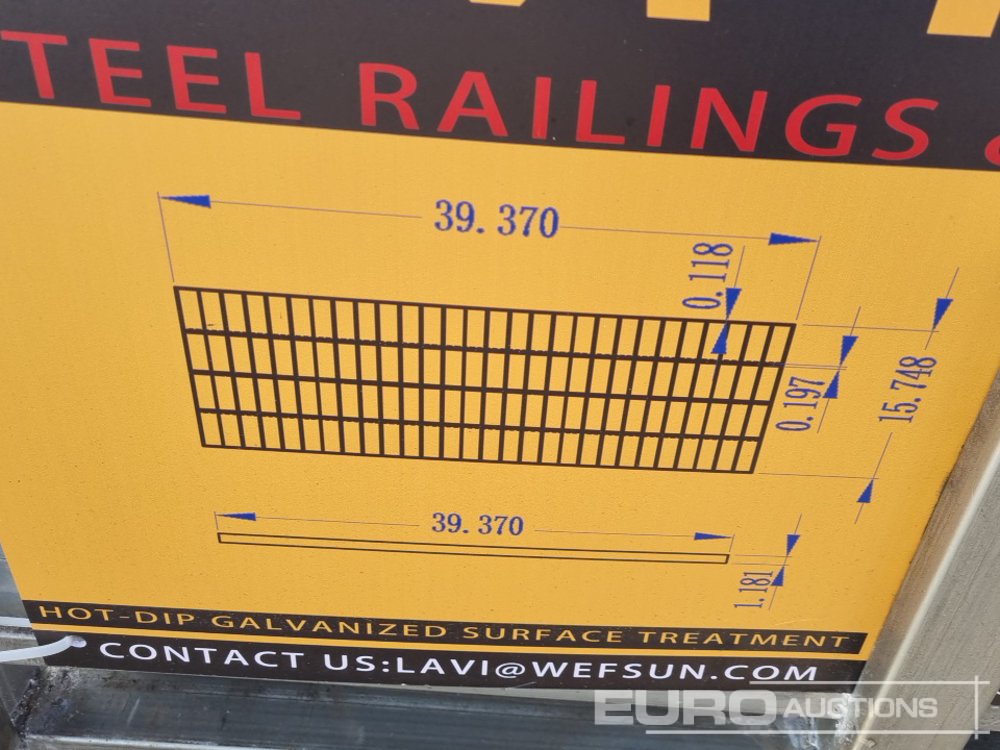 TEEL RAILINGS &
39.370
0.118
0.197
15.748
39.370
1.181
HOT-DIP GALVANIZED SURFACE TREATMENT
CONTACT US:LAVI@WEFSUN.COM
EURO AUCTIONS